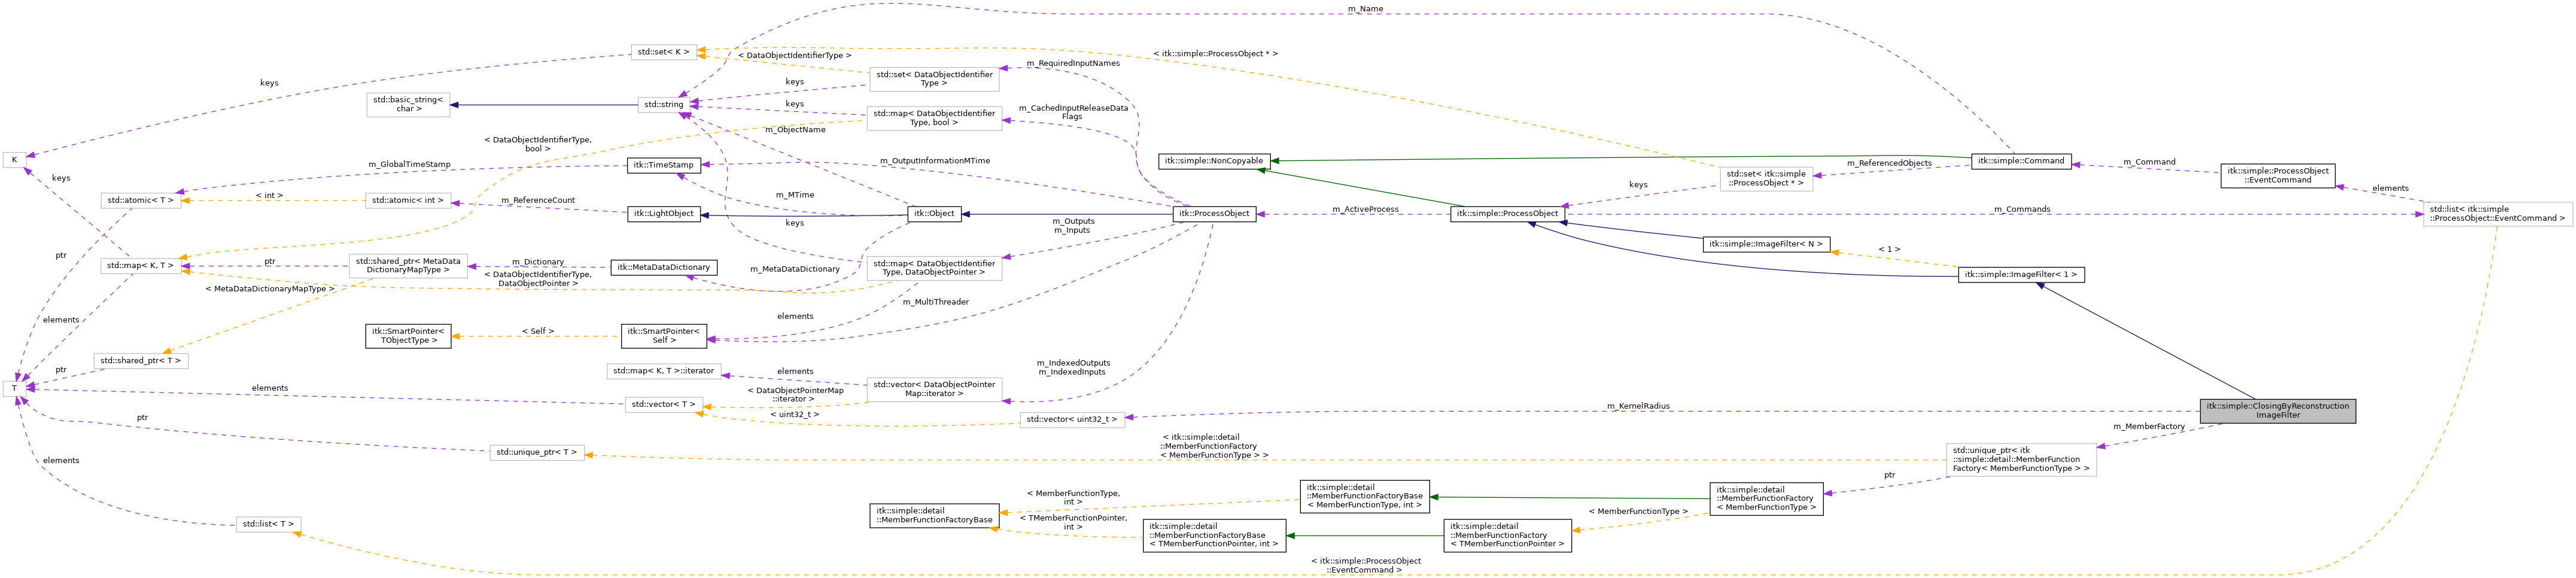 m_Name
std::set< K >
< DataObjectIdentifierType >
< itk::simple::ProcessObject * >
m_RequiredInputNames
std::set< DataObjectIdentifier
Type >
keys
keys
std::basic_string<
char >
std::string
keys
m_CachedInputReleaseData
Flags
std::map< DataObjectIdentifier
Type, bool >
m_ObjectName
< DataObjectIdentifierType,
bool >
K
m_GlobalTimeStamp
itk::TimeStamp
m_OutputInformationMTime
itk::simple::NonCopyable
itk::simple::Command
m_ReferencedObjects
m_Command
itk::simple::ProcessObject
::EventCommand
std::set< itk::simple
::ProcessObject * >
keys
keys
elements
std::atomic< T >
< int >
std::atomic< int >
m_ReferenceCount
m_MTime
itk::LightObject
itk::Object
itk::ProcessObject
m_ActiveProcess
itk::simple::ProcessObject
m_Commands
std::list< itk::simple
::ProcessObject::EventCommand >
keys
m_Outputs
m_Inputs
itk::simple::ImageFilter< N >
< 1 >
ptr
std::map< K, T >
ptr
std::shared_ptr< MetaData
DictionaryMapType >
m_Dictionary
itk::MetaDataDictionary
m_MetaDataDictionary
std::map< DataObjectIdentifier
Type, DataObjectPointer >
itk::simple::ImageFilter< 1 >
< DataObjectIdentifierType,
DataObjectPointer >
< MetaDataDictionaryMapType >
m_MultiThreader
elements
elements
itk::SmartPointer<
TObjectType >
< Self >
itk::SmartPointer<
Self >
std::shared_ptr< T >
ptr
std::map< K, T >::iterator
elements
m_IndexedOutputs
m_IndexedInputs
T
elements
std::vector< DataObjectPointer
Map::iterator >
< DataObjectPointerMap
::iterator >
std::vector< T >
< uint32_t >
std::vector< uint32_t >
m_KernelRadius
itk::simple::ClosingByReconstruction
ImageFilter
ptr
m_MemberFactory
std::unique_ptr< T >
< itk::simple::detail
::MemberFunctionFactory
< MemberFunctionType > >
std::unique_ptr< itk
::simple::detail::MemberFunction
Factory< MemberFunctionType > >
elements
ptr
itk::simple::detail
::MemberFunctionFactoryBase
< MemberFunctionType, int >
itk::simple::detail
::MemberFunctionFactory
< MemberFunctionType >
< MemberFunctionType,
int >
itk::simple::detail
::MemberFunctionFactoryBase
< TMemberFunctionPointer,
int >
< MemberFunctionType >
std::list< T >
itk::simple::detail
::MemberFunctionFactoryBase
< TMemberFunctionPointer, int >
itk::simple::detail
::MemberFunctionFactory
< TMemberFunctionPointer >
< itk::simple::ProcessObject
::EventCommand >